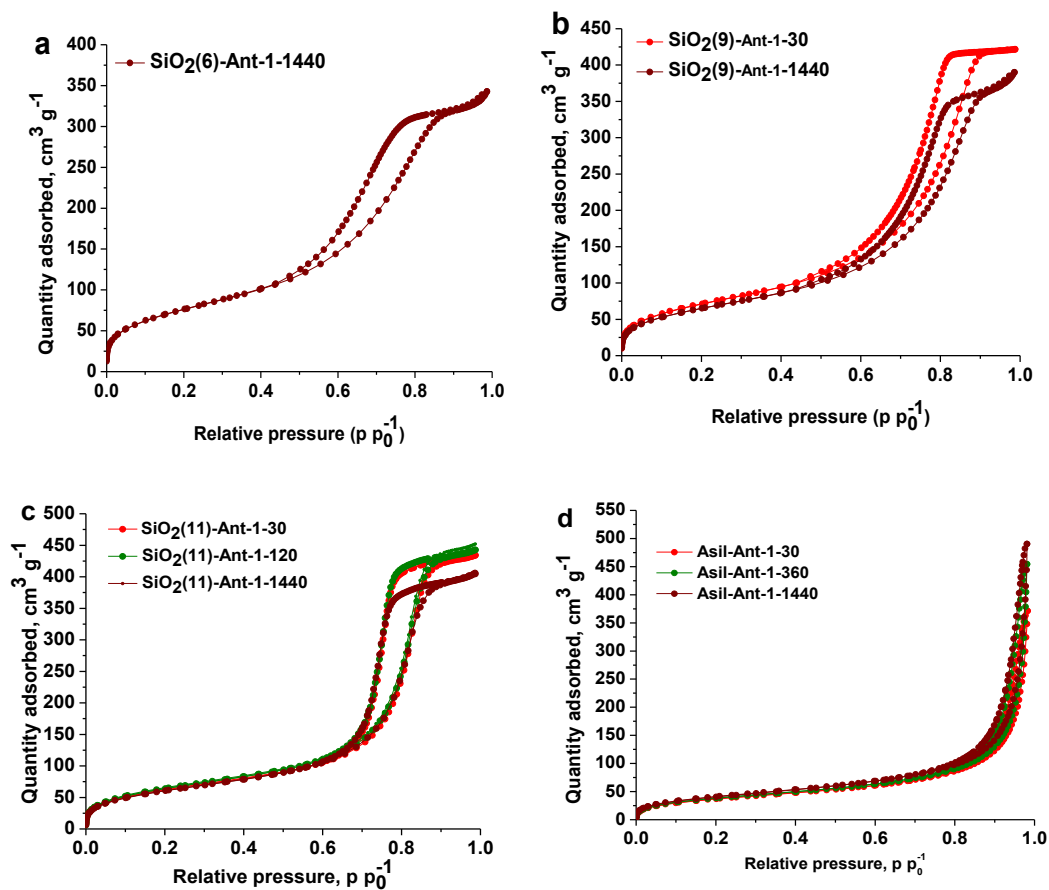 a
SiO2(6)-Ant-1-1440
Quantity adsorbed, cm3 g-1
400
350
300
250
200
150
100
50
0
0.0 0.2 0.4 0.6 0.8 1.0
Relative pressure (p p0-1)
b
SiO2(9)-Ant-1-30
SiO2(9)-Ant-1-1440
Quantity adsorbed, cm3 g-1
450
400
350
300
250
200
150
100
50
0
0.0 0.2 0.4 0.6 0.8 1.0
Relative pressure (p p0-1)
c
SiO2(11)-Ant-1-30
SiO2(11)-Ant-1-120
SiO2(11)-Ant-1-1440
Quantity adsorbed, cm3 g-1
500
450
400
350
300
250
200
150
100
50
0
0.0 0.2 0.4 0.6 0.8 1.0
Relative pressure, p p0-1
d
Asil-Ant-1-30
Asil-Ant-1-360
Asil-Ant-1-1440
Quantity adsorbed, cm3 g-1
550
500
450
400
350
300
250
200
150
100
50
0
0.0 0.2 0.4 0.6 0.8 1.0
Relative pressure, p p0-1